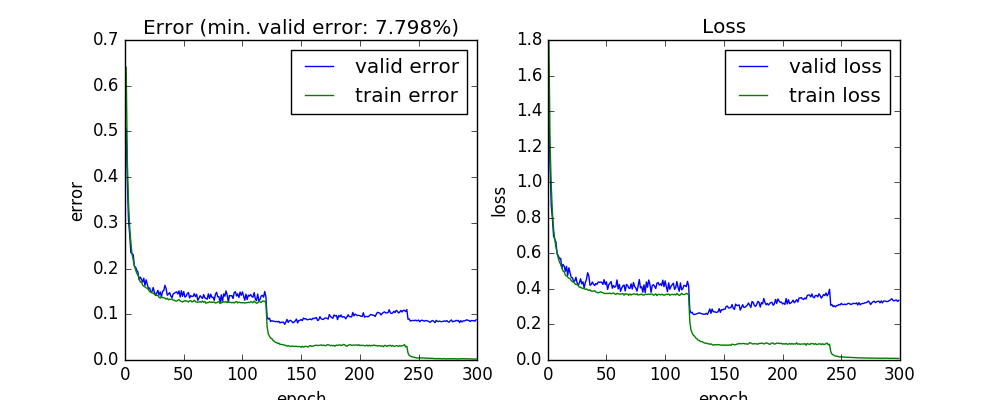 Error (min. valid error: 7.798%)
0.7
0.6
0.5
0.4
0.3
0.2
0.1
0.0
error
valid error
train error
0 50 100 150 200 250 300
epoch
Loss
1.8
1.6
1.4
1.2
1.0
0.8
0.6
0.4
0.2
0.0
loss
valid loss
train loss
0 50 100 150 200 250 300
epoch